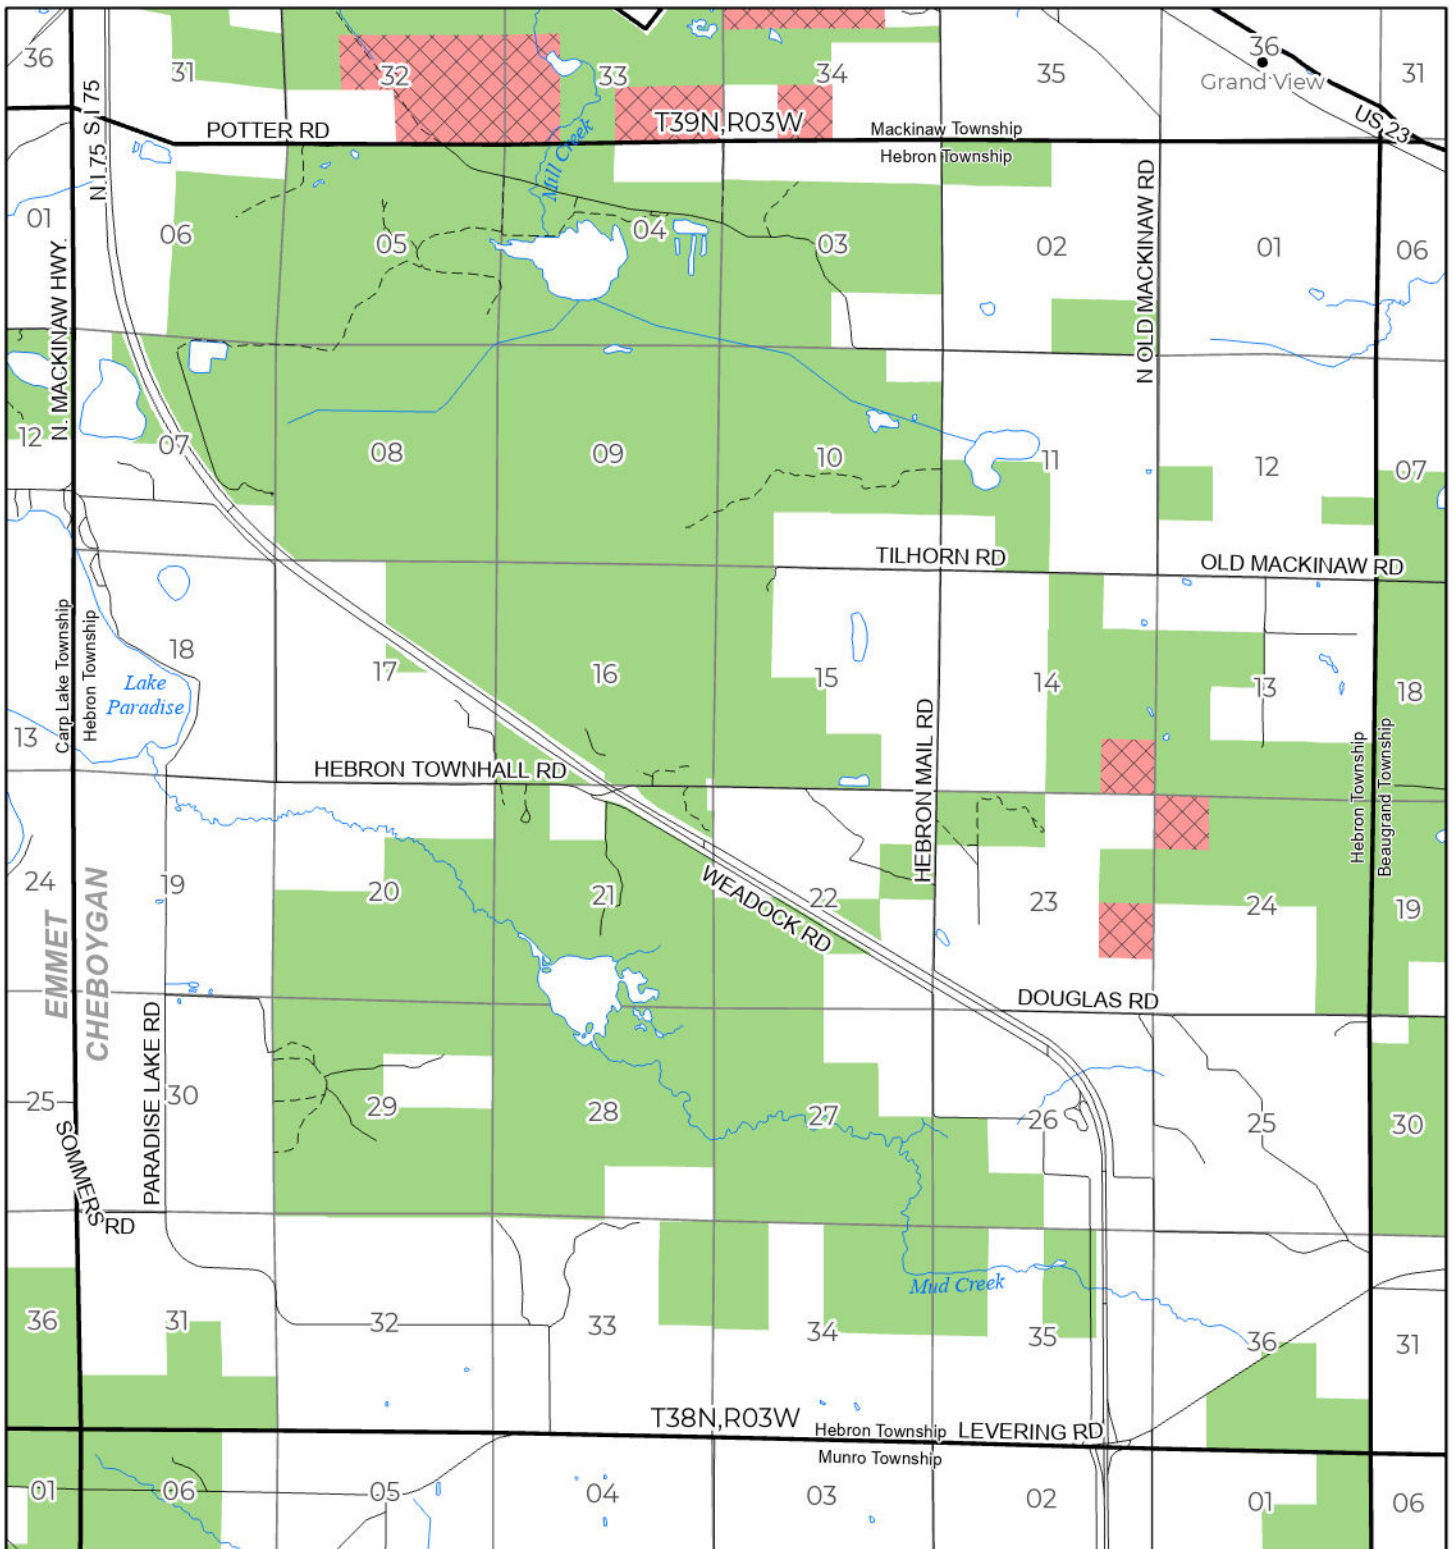 36
31
32
33
34
35
36
Grand View
31
US 23
N I 75 S I 75
POTTER RD
T39N,R03W
Mackinaw Township
Hebron Township
Mill Creek
01
N. MACKINAW HWY.
06
05
04
03
02
N OLD MACKINAW RD
01
06
12
07
08
09
10
11
12
07
TILHORN RD
OLD MACKINAW RD
Carp Lake Township
Hebron Township
18
17
16
15
14
13
18
Lake
Paradise
13
HEBRON TOWNHALL RD
HEBRON MAIL RD
Hebron Township
Beaugrand Township
24
19
20
21
22
23
24
19
WEADOCK RD
EMMET
CHEBOYGAN
DOUGLAS RD
PARADISE LAKE RD
25
30
29
28
27
26
25
30
SOMMERS
RD
Mud Creek
36
31
32
33
34
35
36
31
T38N,R03W
Hebron Township
LEVERING RD
Munro Township
01
06
05
04
03
02
01
06